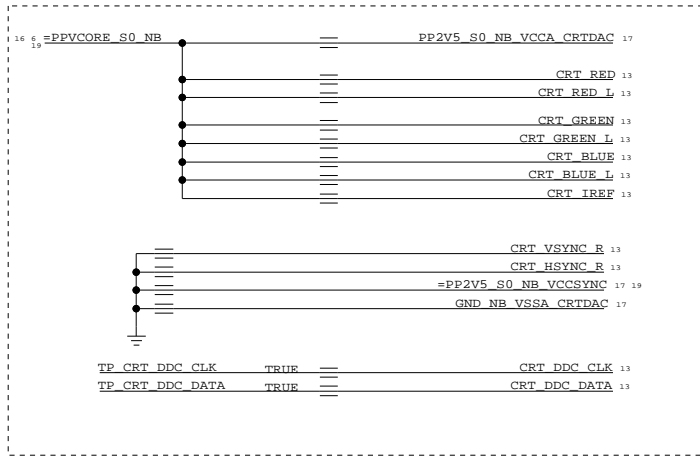 16 6 =PPVCORE_S0_NB PP2V5_S0_NB_VCCA_CRTDAC 17
19
CRT_RED 13
CRT_RED_L 13
CRT_GREEN 13
CRT_GREEN_L 13
CRT_BLUE 13
CRT_BLUE_L 13
CRT_IREF 13
CRT_VSYNC_R 13
CRT_HSYNC_R 13
=PP2V5_S0_NB_VCCSYNC 17 19
GND_NB_VSSA_CRTDAC 17
TP_CRT_DDC_CLK TRUE CRT_DDC_CLK 13
TP_CRT_DDC_DATA TRUE CRT_DDC_DATA 13